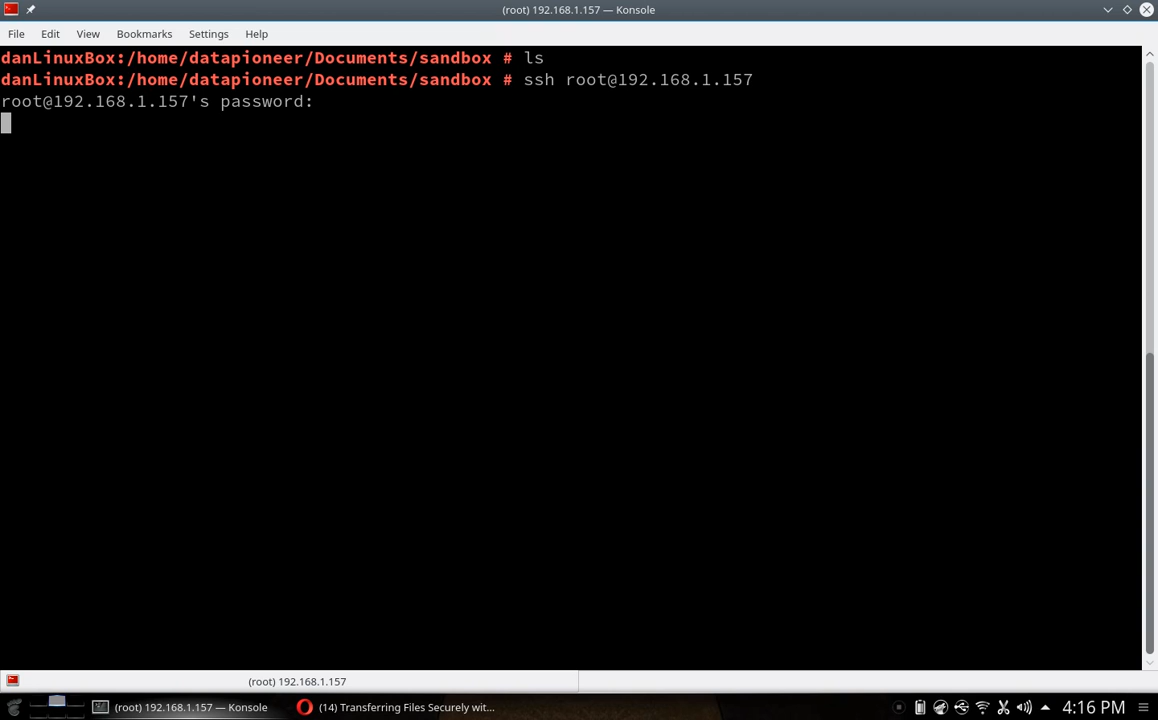 (root) 192.168.1.157 — Konsole
File Edit View Bookmarks Settings Help
danLinuxBox:/home/datapioneer/Documents/sandbox # ls
danLinuxBox:/home/datapioneer/Documents/sandbox # ssh root@192.168.1.157
root@192.168.1.157's password:
(root) 192.168.1.157
(root) 192.168.1.157 — Konsole (14) Transferring Files Securely wit... 4:16 PM